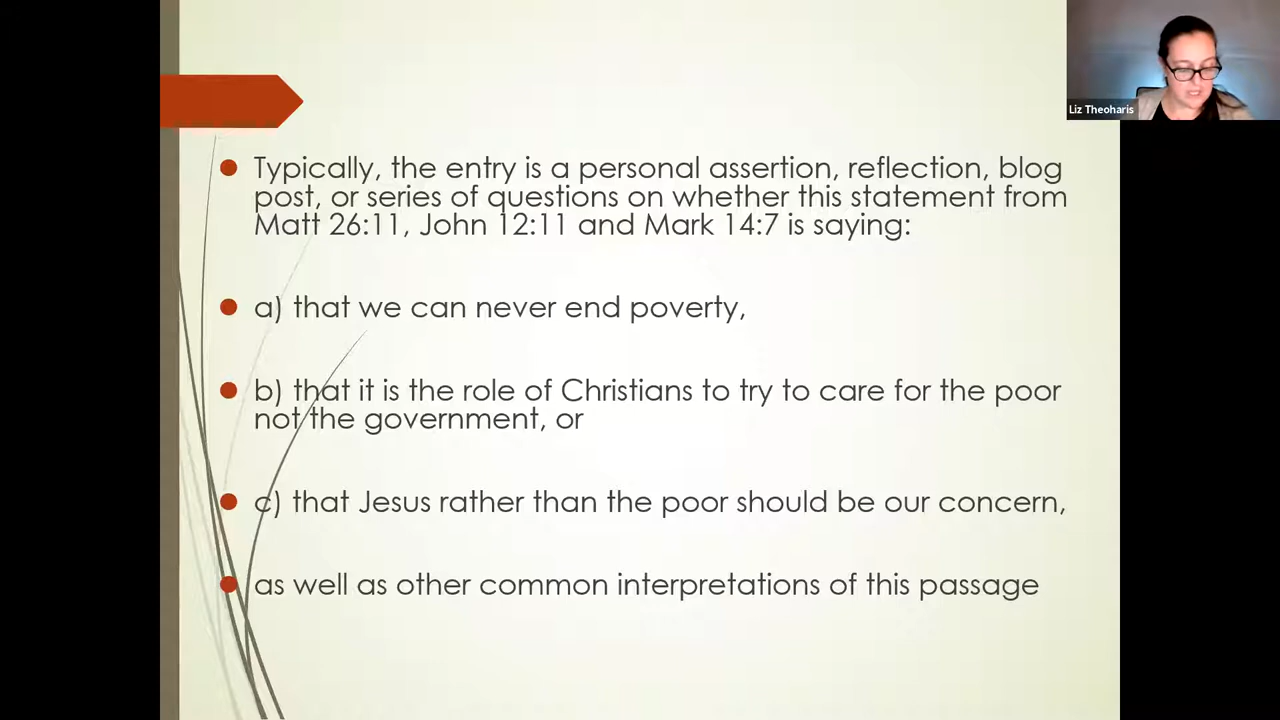 Liz Theoharis
Typically, the entry is a personal assertion, reflection, blog
post, or series of questions on whether this statement from
Matt 26:11, John 12:11 and Mark 14:7 is saying:
a) that we can never end poverty,
b) that it is the role of Christians to try to care for the poor
not the government, or
c) that Jesus rather than the poor should be our concern,
as well as other common interpretations of this passage